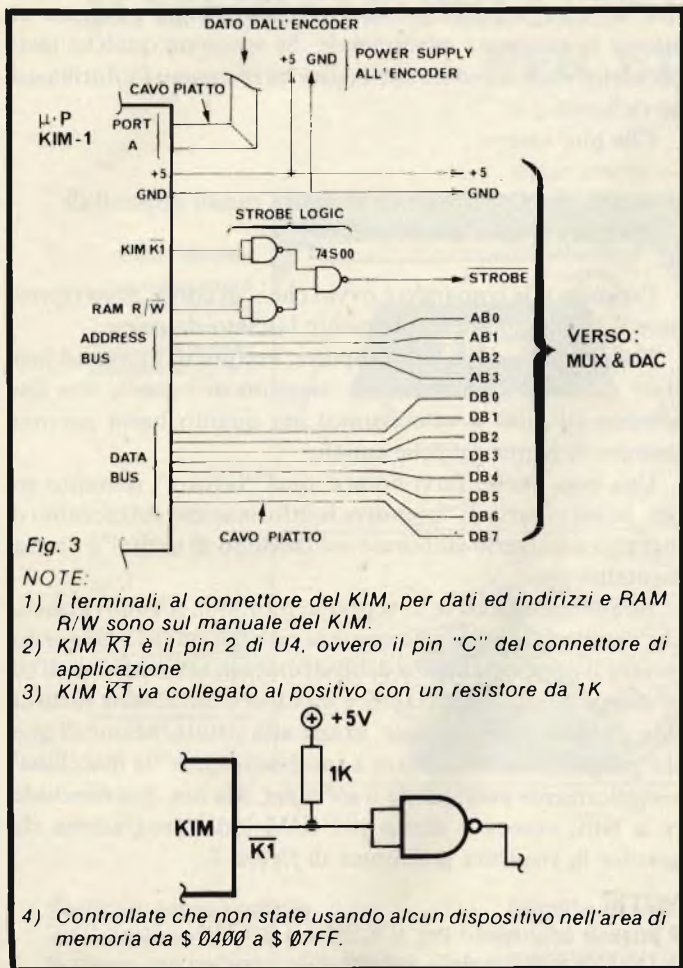 DATO DALL'ENCODER
+5 GND POWER SUPPLY
ALL'ENCODER
CAVO PIATTO
μ·P
KIM-1
PORT
A
+5
GND
+5
GND
STROBE LOGIC
KIM K̅1̅
74S00
S̅T̅R̅O̅B̅E̅
RAM R/W
ADDRESS
BUS
AB0
AB1
AB2
AB3
VERSO:
MUX & DAC
DB0
DB1
DB2
DB3
DB4
DB5
DB6
DB7
DATA
BUS
CAVO PIATTO
Fig. 3
NOTE:
1) I terminali, al connettore del KIM, per dati ed indirizzi e RAM
R/W sono sul manuale del KIM.
2) KIM K̅1̅ è il pin 2 di U4, ovvero il pin "C" del connettore di
applicazione
3) KIM K̅1̅ va collegato al positivo con un resistore da 1K
+5V
1K
KIM
K̅1̅
4) Controllate che non state usando alcun dispositivo nell'area di
memoria da $ 0400 a $ 07FF.